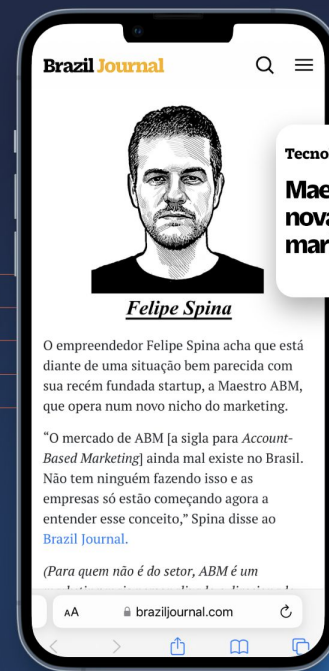 Brazil Journal
Tecno
Mae
nova
mar
Felipe Spina
O empreendedor Felipe Spina acha que está
diante de uma situação bem parecida com
sua recém fundada startup, a Maestro ABM,
que opera num novo nicho do marketing.
“O mercado de ABM [a sigla para Account-
Based Marketing] ainda mal existe no Brasil.
Não tem ninguém fazendo isso e as
empresas só estão começando agora a
entender esse conceito,” Spina disse ao
Brazil Journal.
(Para quem não é do setor, ABM é um
AA braziljournal.com